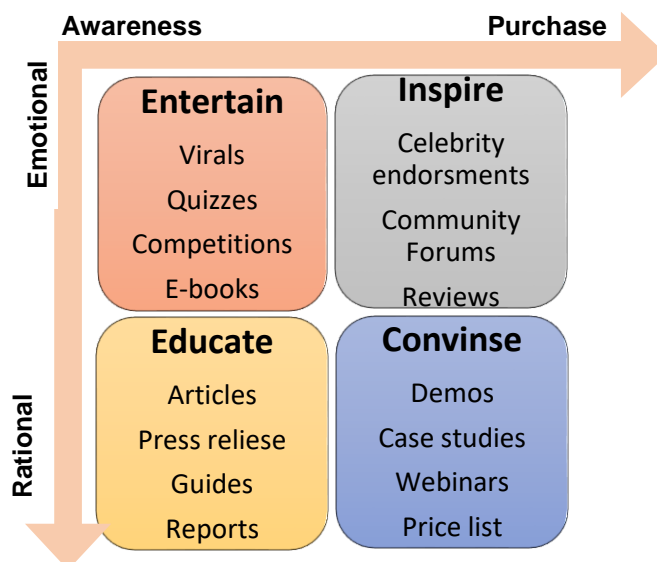 Awareness
Purchase
Emotional
Rational
Entertain
Virals
Quizzes
Competitions
E-books
Inspire
Celebrity
endorsments
Community
Forums
Reviews
Educate
Articles
Press reliese
Guides
Reports
Convinse
Demos
Case studies
Webinars
Price list